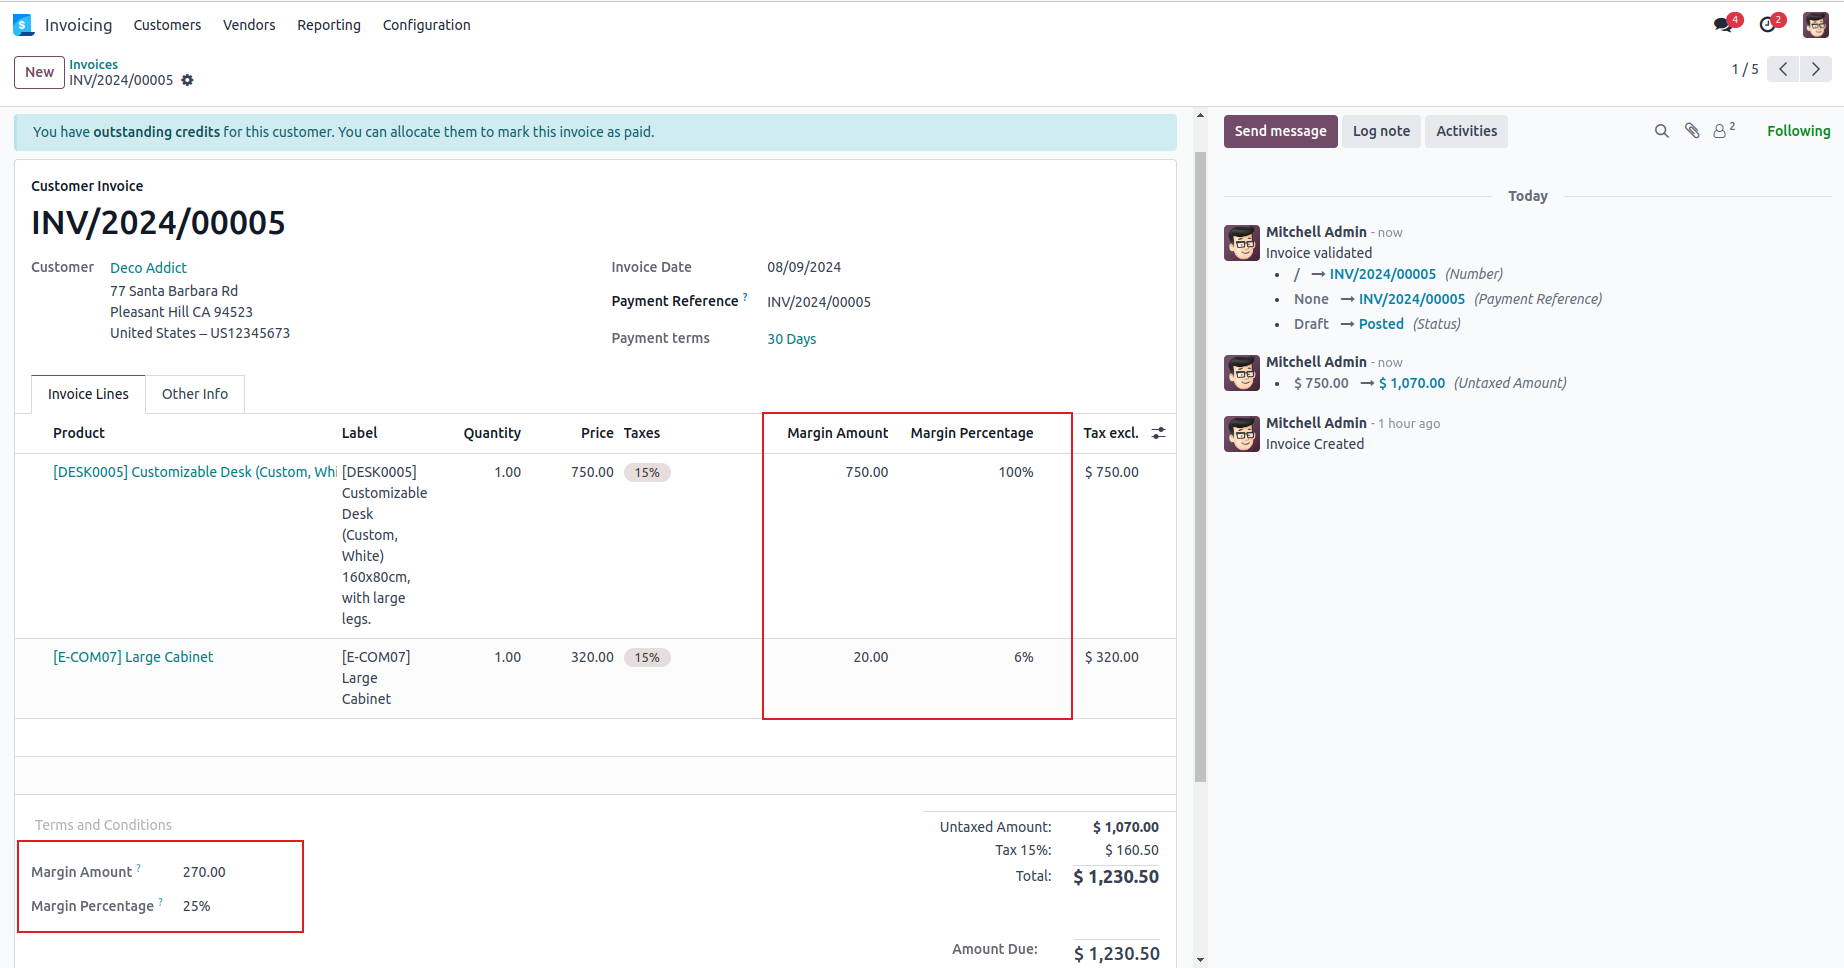 Invoicing Customers Vendors Reporting Configuration 4 2
New Invoices
INV/2024/00005
1 / 5
You have outstanding credits for this customer. You can allocate them to mark this invoice as paid.
Customer Invoice
INV/2024/00005
Customer Deco Addict
77 Santa Barbara Rd
Pleasant Hill CA 94523
United States – US12345673
Invoice Date 08/09/2024
Payment Reference ? INV/2024/00005
Payment terms 30 Days
Invoice Lines Other Info
Product Label Quantity Price Taxes Margin Amount Margin Percentage Tax excl.
[DESK0005] Customizable Desk (Custom, Whi [DESK0005] 1.00 750.00 15% 750.00 100% $ 750.00
Customizable
Desk
(Custom,
White)
160x80cm,
with large
legs.
[E-COM07] Large Cabinet [E-COM07] 1.00 320.00 15% 20.00 6% $ 320.00
Large
Cabinet
Terms and Conditions
Margin Amount ? 270.00
Margin Percentage ? 25%
Untaxed Amount: $ 1,070.00
Tax 15%: $ 160.50
Total: $ 1,230.50
Amount Due: $ 1,230.50
Send message Log note Activities 2 Following
Today
Mitchell Admin - now
Invoice validated
• / → INV/2024/00005 (Number)
• None → INV/2024/00005 (Payment Reference)
• Draft → Posted (Status)
Mitchell Admin - now
• $ 750.00 → $ 1,070.00 (Untaxed Amount)
Mitchell Admin - 1 hour ago
Invoice Created